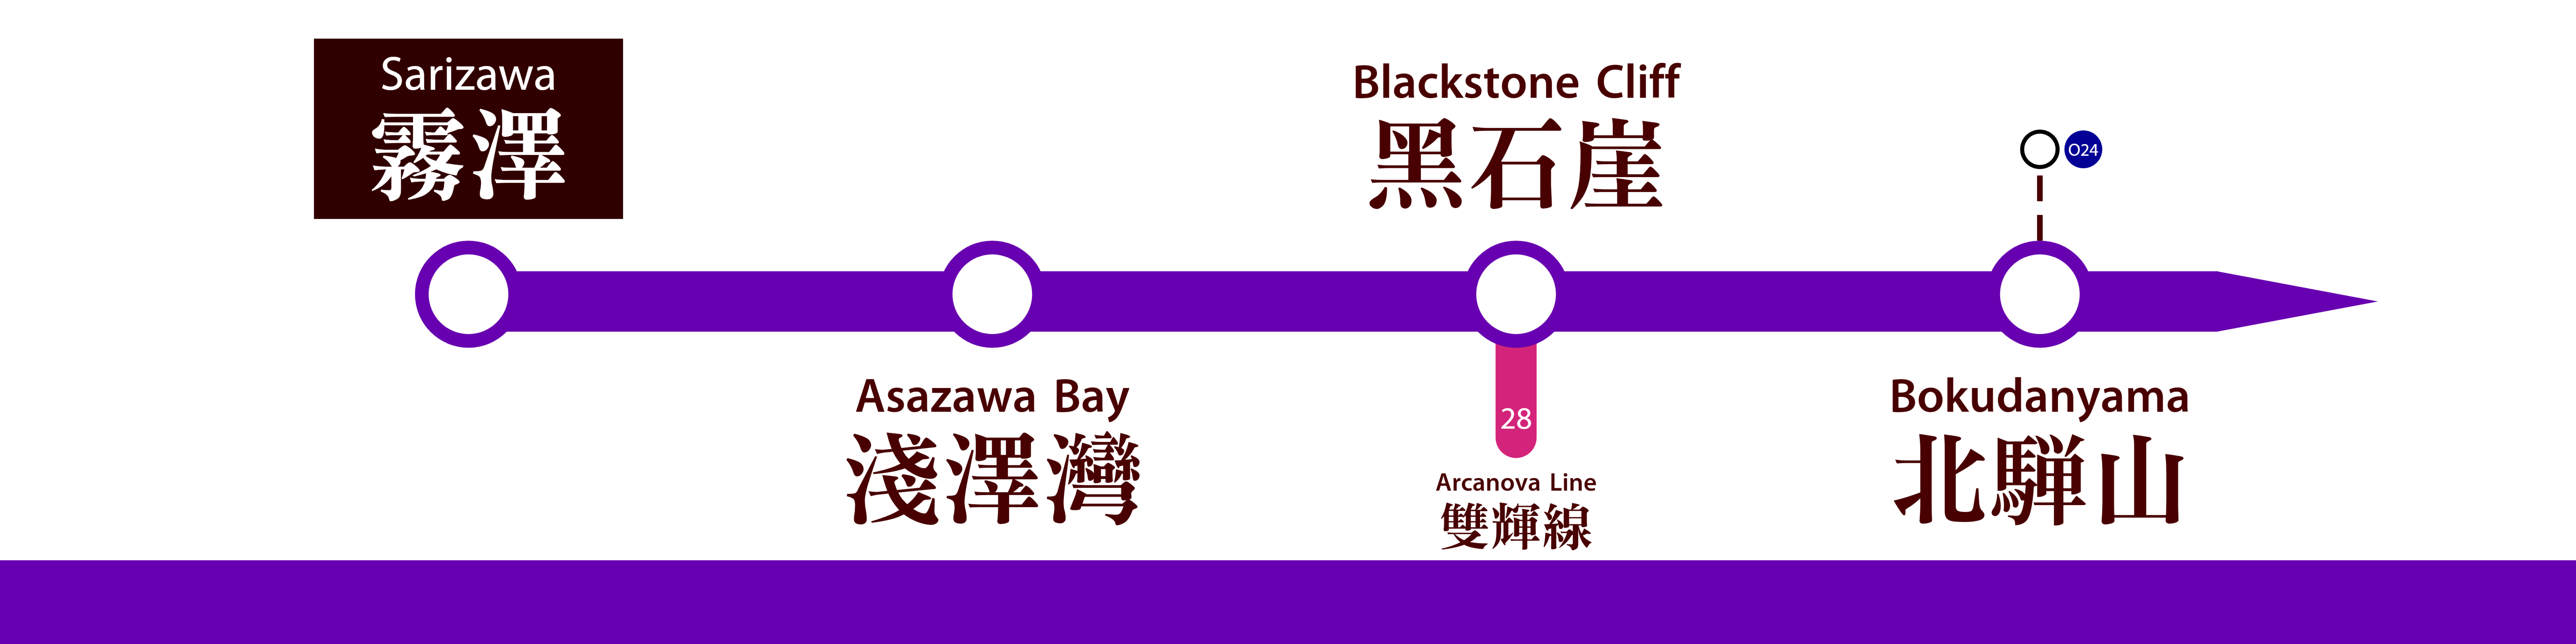 Sarizawa
霧澤
Asazawa Bay
淺澤灣
Blackstone Cliff
黑石崖
28
Arcanova Line
雙輝線
O24
Bokudanyama
北驒山